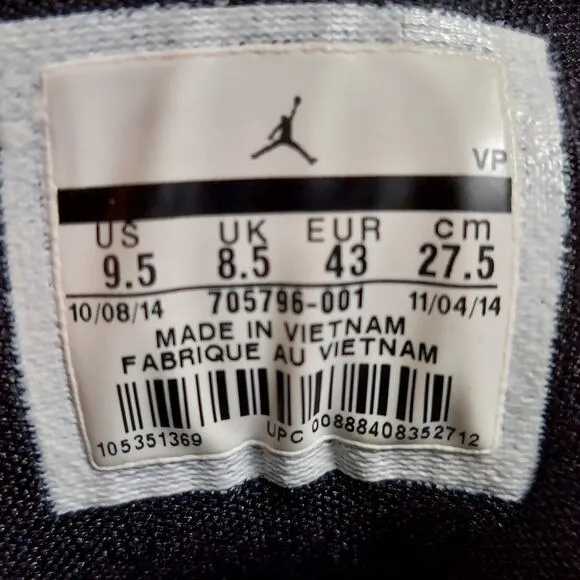 VP
US UK EUR cm
9.5 8.5 43 27.5
10/08/14 705796-001 11/04/14
MADE IN VIETNAM
FABRIQUE AU VIETNAM
105351369 UPC 00888408352712